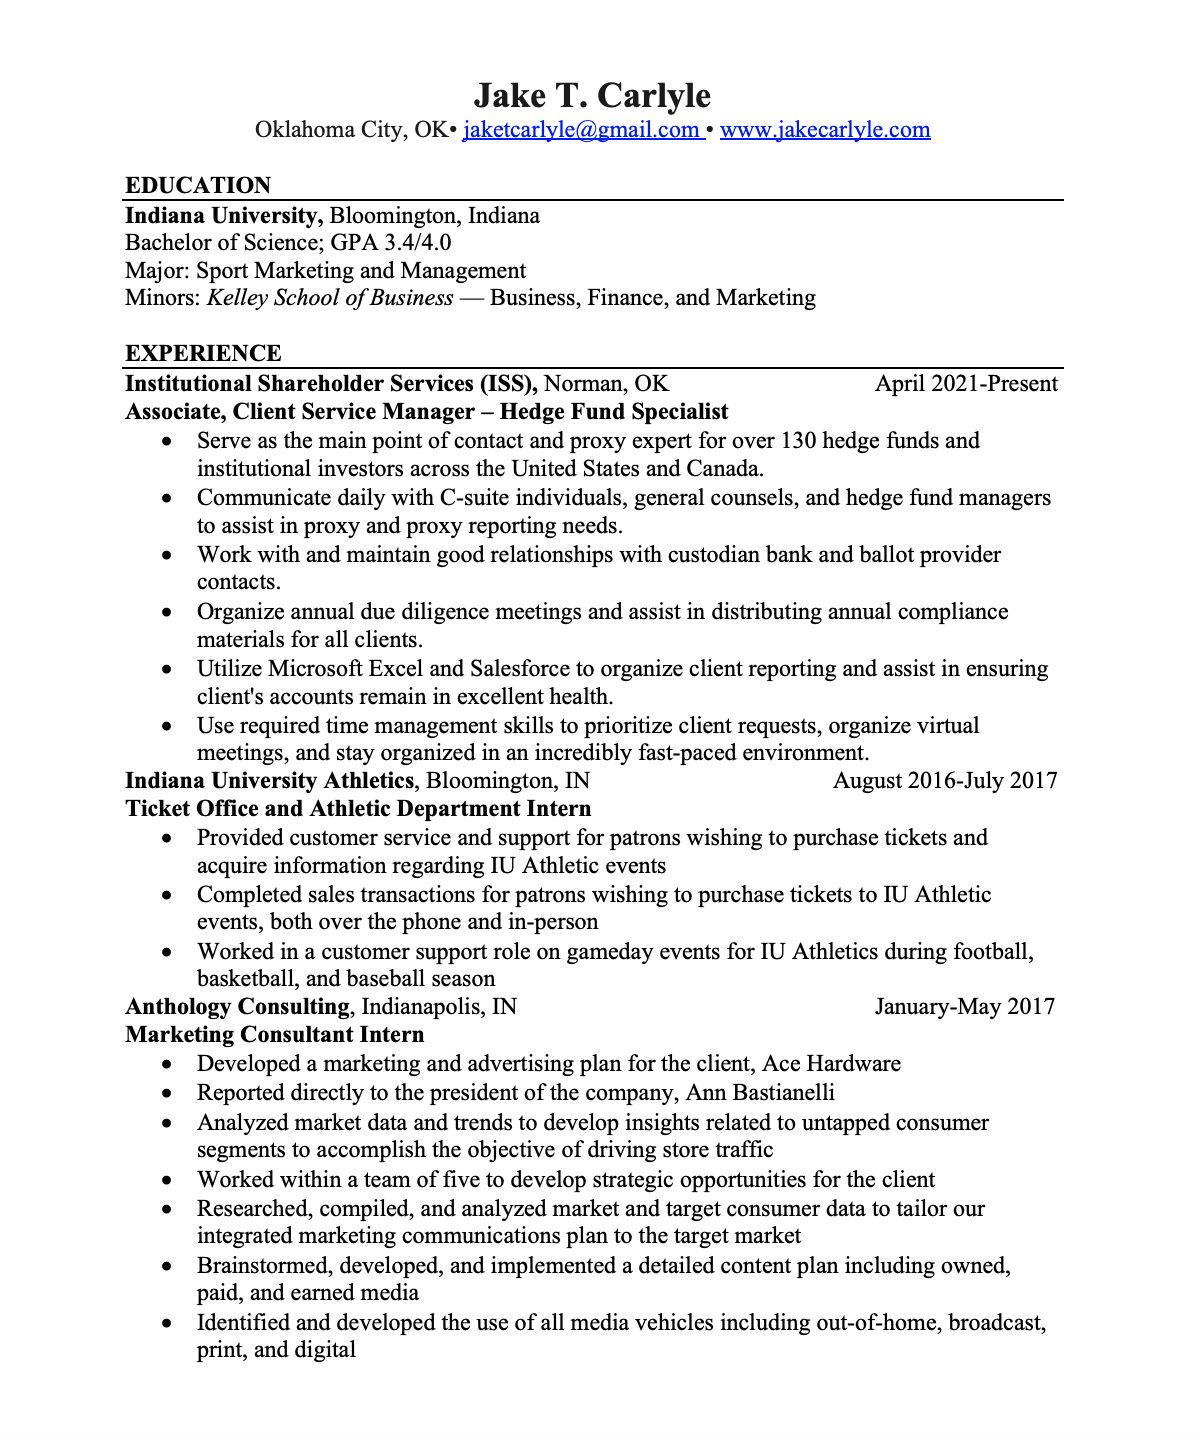 Jake T. Carlyle
Oklahoma City, OK• jaketcarlyle@gmail.com • www.jakecarlyle.com
EDUCATION
Indiana University, Bloomington, Indiana
Bachelor of Science; GPA 3.4/4.0
Major: Sport Marketing and Management
Minors: Kelley School of Business — Business, Finance, and Marketing
EXPERIENCE
Institutional Shareholder Services (ISS), Norman, OK April 2021-Present
Associate, Client Service Manager – Hedge Fund Specialist
• Serve as the main point of contact and proxy expert for over 130 hedge funds and
institutional investors across the United States and Canada.
• Communicate daily with C-suite individuals, general counsels, and hedge fund managers
to assist in proxy and proxy reporting needs.
• Work with and maintain good relationships with custodian bank and ballot provider
contacts.
• Organize annual due diligence meetings and assist in distributing annual compliance
materials for all clients.
• Utilize Microsoft Excel and Salesforce to organize client reporting and assist in ensuring
client's accounts remain in excellent health.
• Use required time management skills to prioritize client requests, organize virtual
meetings, and stay organized in an incredibly fast-paced environment.
Indiana University Athletics, Bloomington, IN August 2016-July 2017
Ticket Office and Athletic Department Intern
• Provided customer service and support for patrons wishing to purchase tickets and
acquire information regarding IU Athletic events
• Completed sales transactions for patrons wishing to purchase tickets to IU Athletic
events, both over the phone and in-person
• Worked in a customer support role on gameday events for IU Athletics during football,
basketball, and baseball season
Anthology Consulting, Indianapolis, IN January-May 2017
Marketing Consultant Intern
• Developed a marketing and advertising plan for the client, Ace Hardware
• Reported directly to the president of the company, Ann Bastianelli
• Analyzed market data and trends to develop insights related to untapped consumer
segments to accomplish the objective of driving store traffic
• Worked within a team of five to develop strategic opportunities for the client
• Researched, compiled, and analyzed market and target consumer data to tailor our
integrated marketing communications plan to the target market
• Brainstormed, developed, and implemented a detailed content plan including owned,
paid, and earned media
• Identified and developed the use of all media vehicles including out-of-home, broadcast,
print, and digital